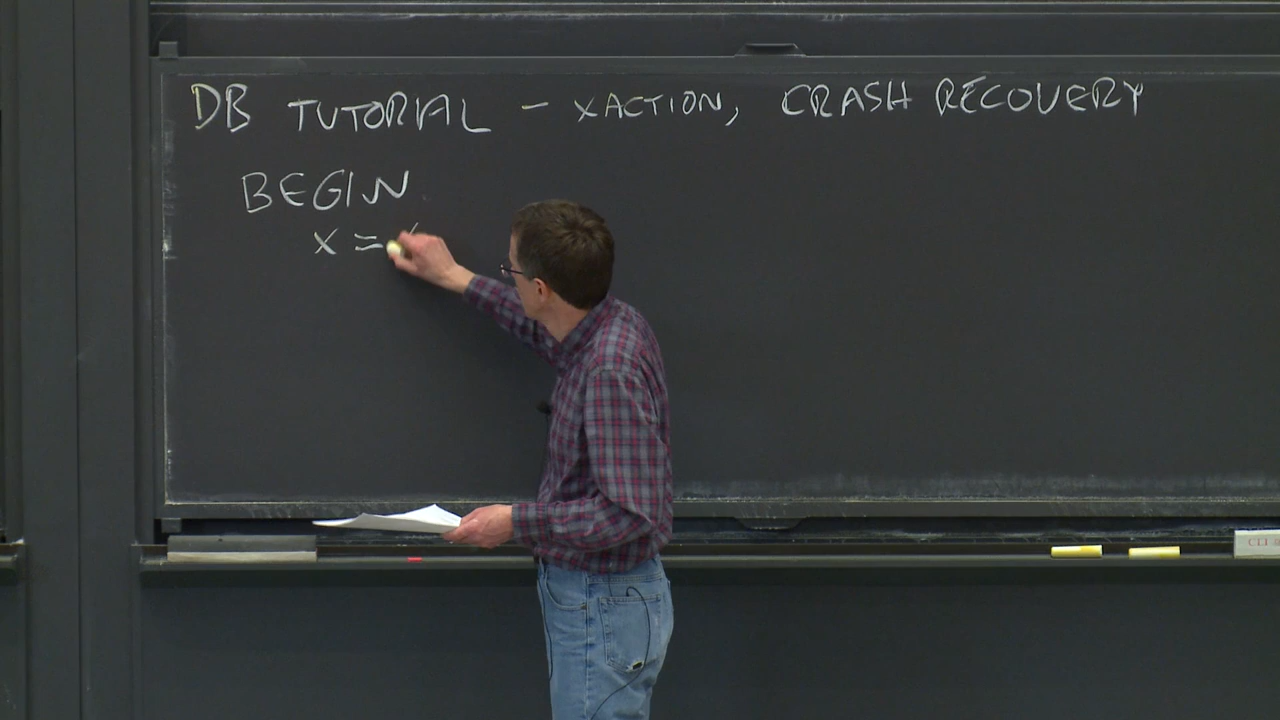 DB TUTORIAL - XACTION, CRASH RECOVERY
BEGIN
X =